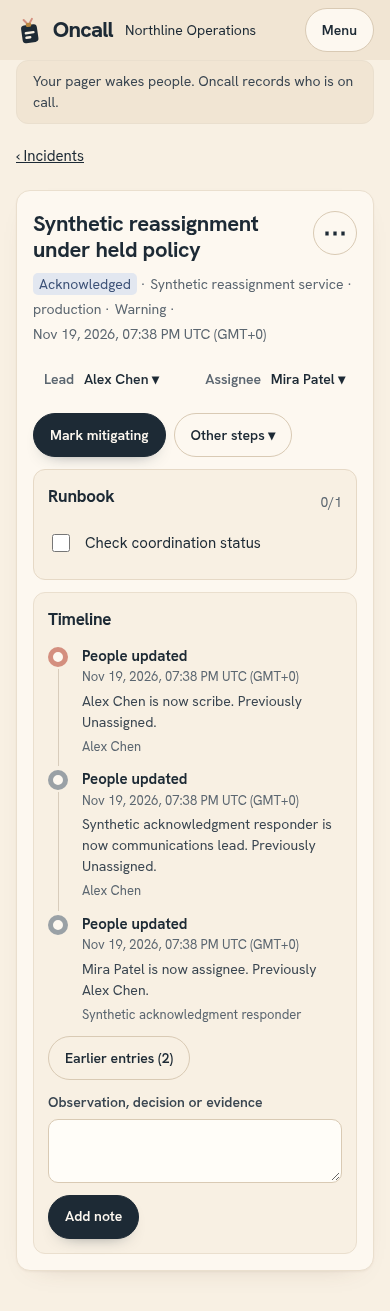 Oncall Northline Operations Menu
Your pager wakes people. Oncall records who is on
call.
‹ Incidents
Synthetic reassignment
under held policy
...
Acknowledged · Synthetic reassignment service ·
production · Warning ·
Nov 19, 2026, 07:38 PM UTC (GMT+0)
Lead Alex Chen ▾ Assignee Mira Patel ▾
Mark mitigating Other steps ▾
Runbook 0/1
Check coordination status
Timeline
People updated
Nov 19, 2026, 07:38 PM UTC (GMT+0)
Alex Chen is now scribe. Previously
Unassigned.
Alex Chen
People updated
Nov 19, 2026, 07:38 PM UTC (GMT+0)
Synthetic acknowledgment responder is
now communications lead. Previously
Unassigned.
Alex Chen
People updated
Nov 19, 2026, 07:38 PM UTC (GMT+0)
Mira Patel is now assignee. Previously
Alex Chen.
Synthetic acknowledgment responder
Earlier entries (2)
Observation, decision or evidence
Add note